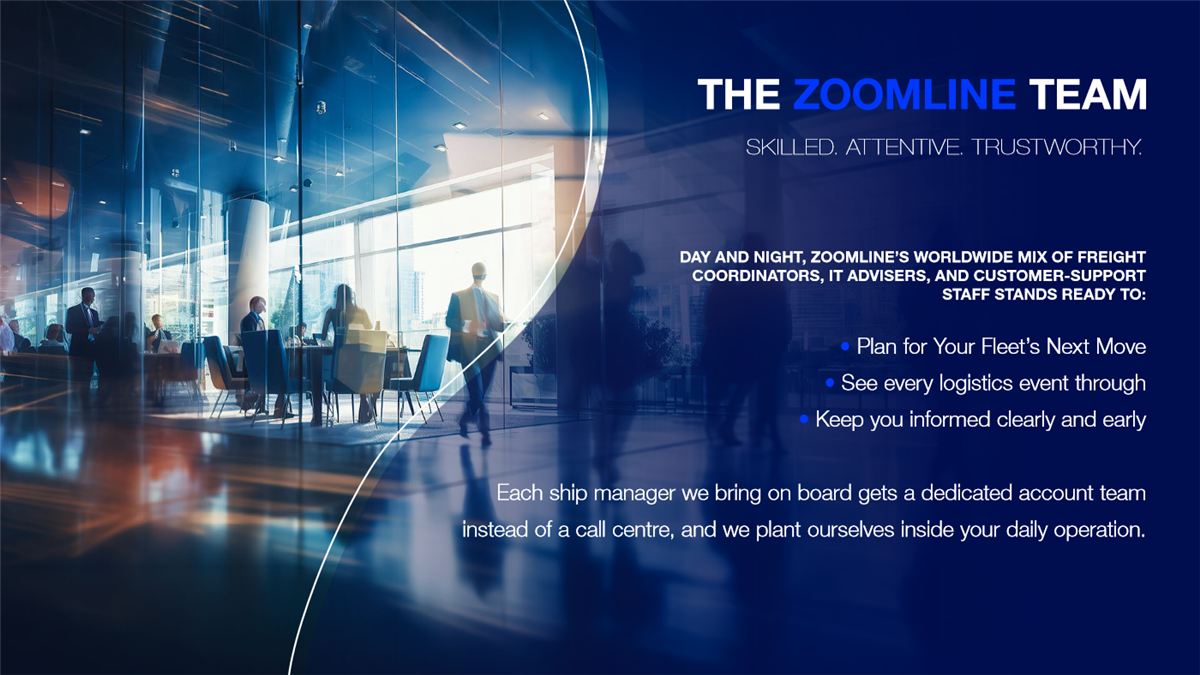 THE ZOOMLINE TEAM
SKILLED. ATTENTIVE. TRUSTWORTHY.
DAY AND NIGHT, ZOOMLINE’S WORLDWIDE MIX OF FREIGHT
COORDINATORS, IT ADVISERS, AND CUSTOMER-SUPPORT
STAFF STANDS READY TO:
• Plan for Your Fleet’s Next Move
• See every logistics event through
• Keep you informed clearly and early
Each ship manager we bring on board gets a dedicated account team
instead of a call centre, and we plant ourselves inside your daily operation.